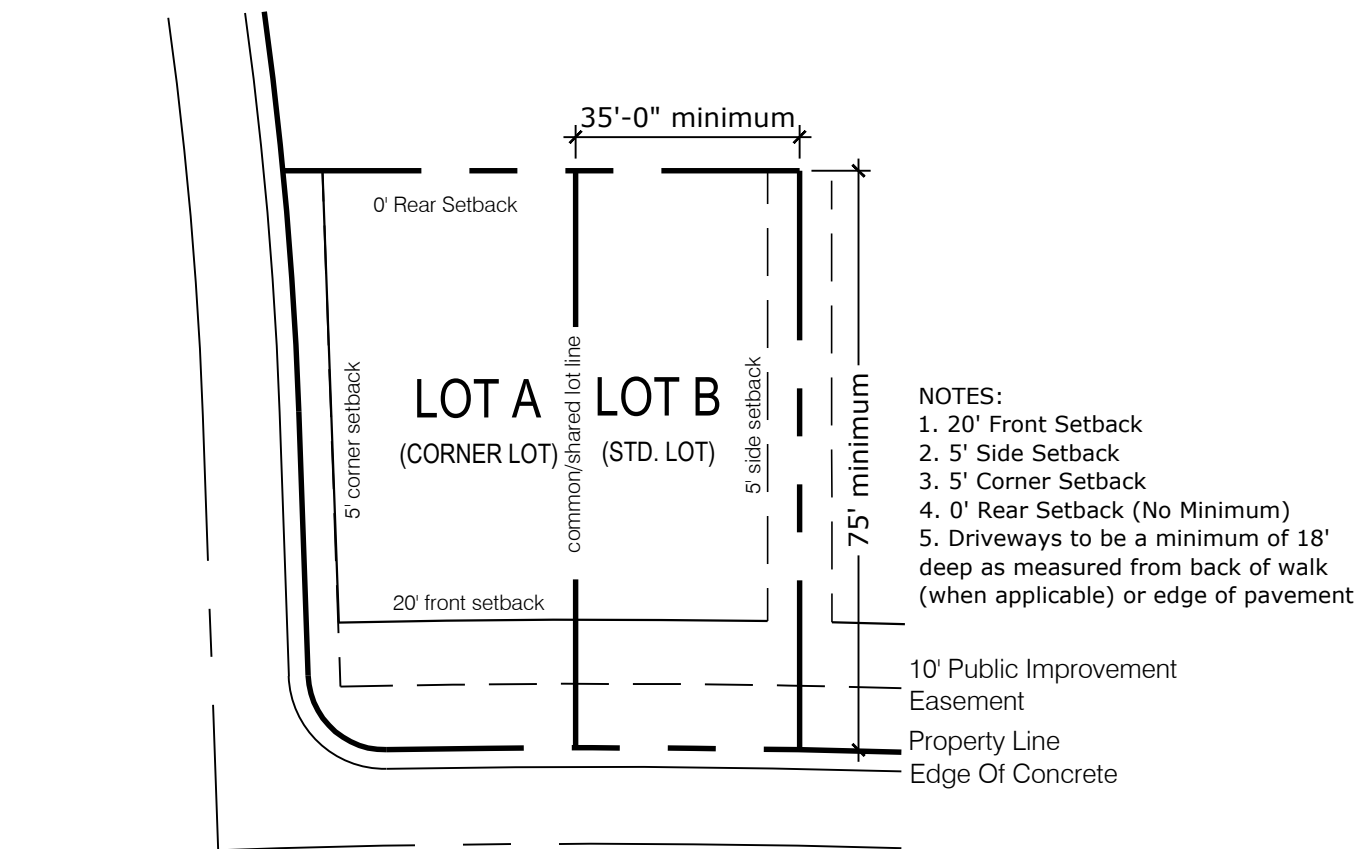 35'-0" minimum
0' Rear Setback
5' corner setback
LOT A
(CORNER LOT)
common/shared lot line
LOT B
(STD. LOT)
5' side setback
75' minimum
20' front setback
NOTES:
1. 20' Front Setback
2. 5' Side Setback
3. 5' Corner Setback
4. 0' Rear Setback (No Minimum)
5. Driveways to be a minimum of 18'
deep as measured from back of walk
(when applicable) or edge of pavement
10' Public Improvement
Easement
Property Line
Edge Of Concrete